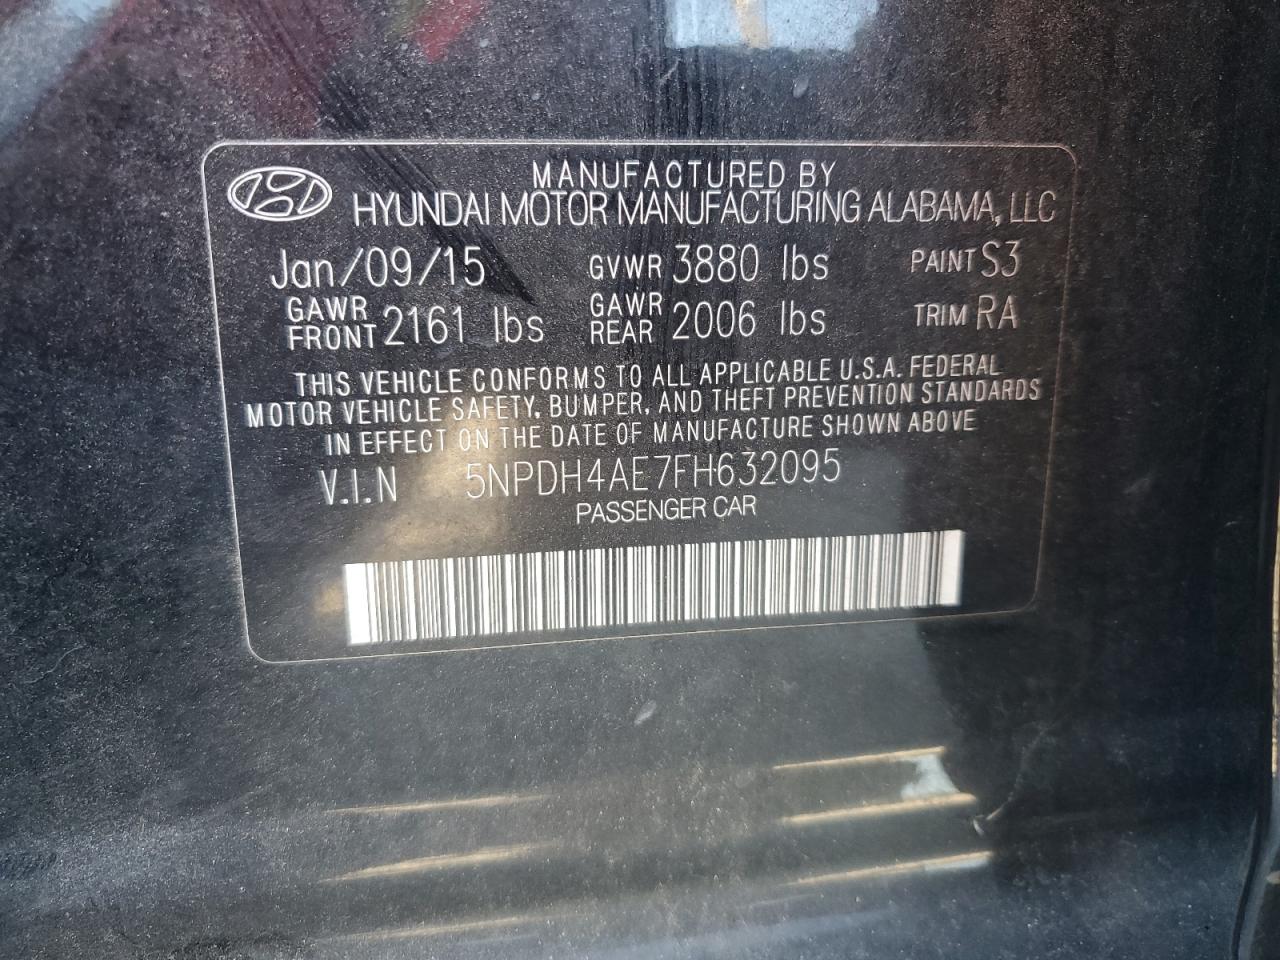 MANUFACTURED BY
HYUNDAI MOTOR MANUFACTURING ALABAMA, LLC
Jan/09/15 GVWR 3880 lbs PAINT S3
GAWR FRONT 2161 lbs GAWR REAR 2006 lbs TRIM RA
THIS VEHICLE CONFORMS TO ALL APPLICABLE U.S.A. FEDERAL
MOTOR VEHICLE SAFETY, BUMPER, AND THEFT PREVENTION STANDARDS
IN EFFECT ON THE DATE OF MANUFACTURE SHOWN ABOVE
V.I.N 5NPDH4AE7FH632095
PASSENGER CAR